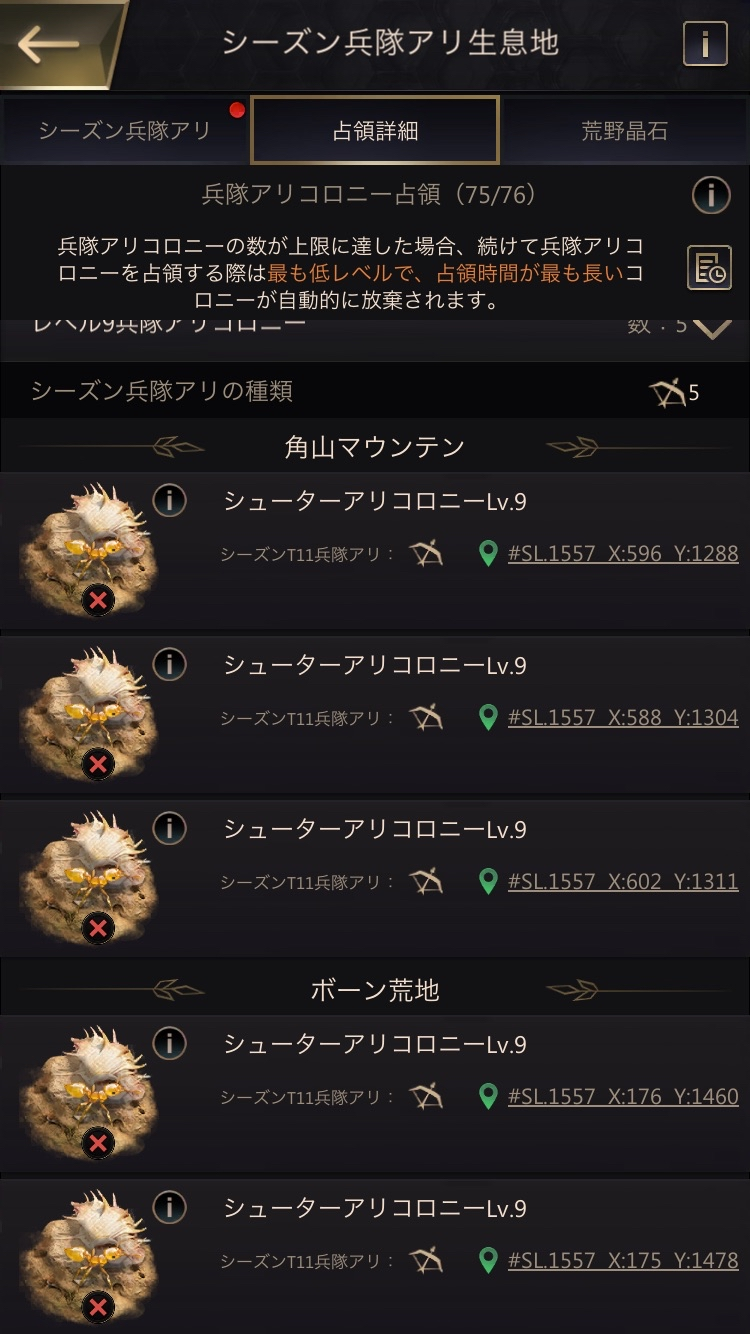 シーズン兵隊アリ生息地
シーズン兵隊アリ
占領詳細
荒野晶石
兵隊アリコロニー占領（75/76）
兵隊アリコロニーの数が上限に達した場合、続けて兵隊アリコ
ロニーを占領する際は最も低レベルで、占領時間が最も長いコ
ロニーが自動的に放棄されます。
レベル9兵隊アリコロニー 数：5
シーズン兵隊アリの種類 5
角山マウンテン
シューターアリコロニーLv.9
シーズンT11兵隊アリ： #SL.1557 X:596 Y:1288
シューターアリコロニーLv.9
シーズンT11兵隊アリ： #SL.1557 X:588 Y:1304
シューターアリコロニーLv.9
シーズンT11兵隊アリ： #SL.1557 X:602 Y:1311
ボーン荒地
シューターアリコロニーLv.9
シーズンT11兵隊アリ： #SL.1557 X:176 Y:1460
シューターアリコロニーLv.9
シーズンT11兵隊アリ： #SL.1557 X:175 Y:1478